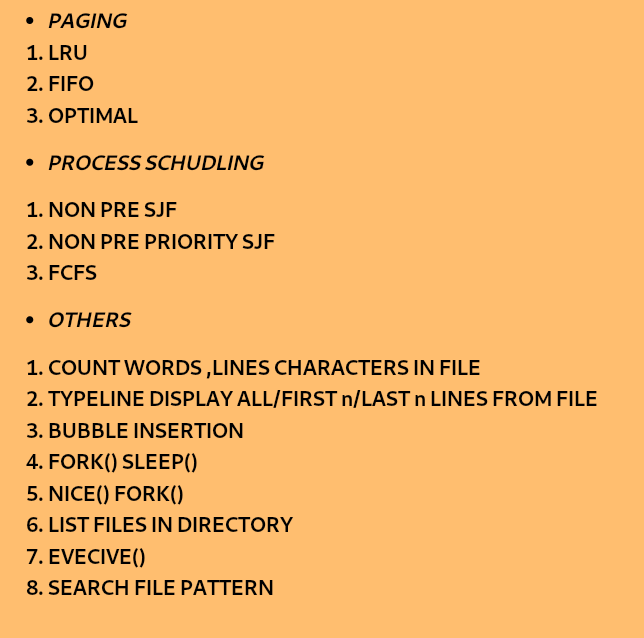 • PAGING
1. LRU
2. FIFO
3. OPTIMAL
• PROCESS SCHUDLING
1. NON PRE SJF
2. NON PRE PRIORITY SJF
3. FCFS
• OTHERS
1. COUNT WORDS ,LINES CHARACTERS IN FILE
2. TYPELINE DISPLAY ALL/FIRST n/LAST n LINES FROM FILE
3. BUBBLE INSERTION
4. FORK() SLEEP()
5. NICE() FORK()
6. LIST FILES IN DIRECTORY
7. EVECIVE()
8. SEARCH FILE PATTERN